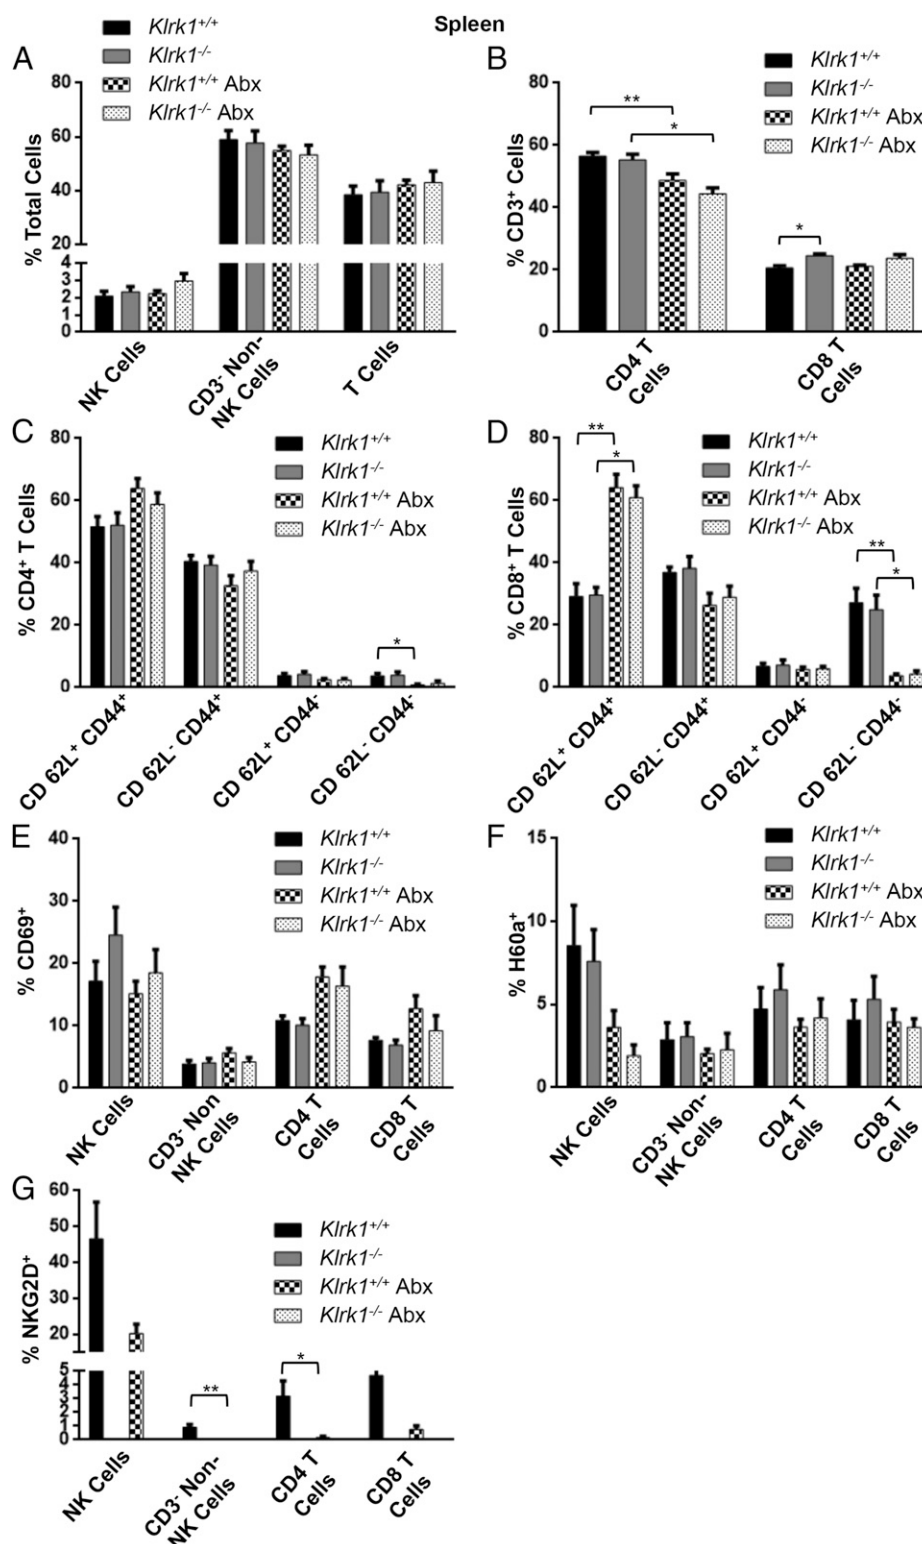 Spleen
A
Klrk1+/+
Klrk1-/-
Klrk1+/+ Abx
Klrk1-/- Abx
% Total Cells
80
60
40
20
4
3
2
1
0
NK Cells
CD3- Non-
NK Cells
T Cells
B
Klrk1+/+
Klrk1-/-
Klrk1+/+ Abx
Klrk1-/- Abx
% CD3+ Cells
80
60
40
20
0
**
*
*
CD4 T
Cells
CD8 T
Cells
C
Klrk1+/+
Klrk1-/-
Klrk1+/+ Abx
Klrk1-/- Abx
% CD4+ T Cells
80
60
40
20
0
*
CD 62L+ CD44+
CD 62L- CD44+
CD 62L+ CD44-
CD 62L- CD44-
D
Klrk1+/+
Klrk1-/-
Klrk1+/+ Abx
Klrk1-/- Abx
% CD8+ T Cells
80
60
40
20
0
**
*
**
*
CD 62L+ CD44+
CD 62L- CD44+
CD 62L+ CD44-
CD 62L- CD44-
E
Klrk1+/+
Klrk1-/-
Klrk1+/+ Abx
Klrk1-/- Abx
% CD69+
40
30
20
10
0
NK Cells
CD3- Non
NK Cells
CD4 T
Cells
CD8 T
Cells
F
Klrk1+/+
Klrk1-/-
Klrk1+/+ Abx
Klrk1-/- Abx
% H60a+
15
10
5
0
NK Cells
CD3- Non-
NK Cells
CD4 T
Cells
CD8 T
Cells
G
Klrk1+/+
Klrk1-/-
Klrk1+/+ Abx
Klrk1-/- Abx
% NKG2D+
60
50
40
30
20
5
4
3
2
1
0
**
*
NK Cells
CD3- Non-
NK Cells
CD4 T
Cells
CD8 T
Cells